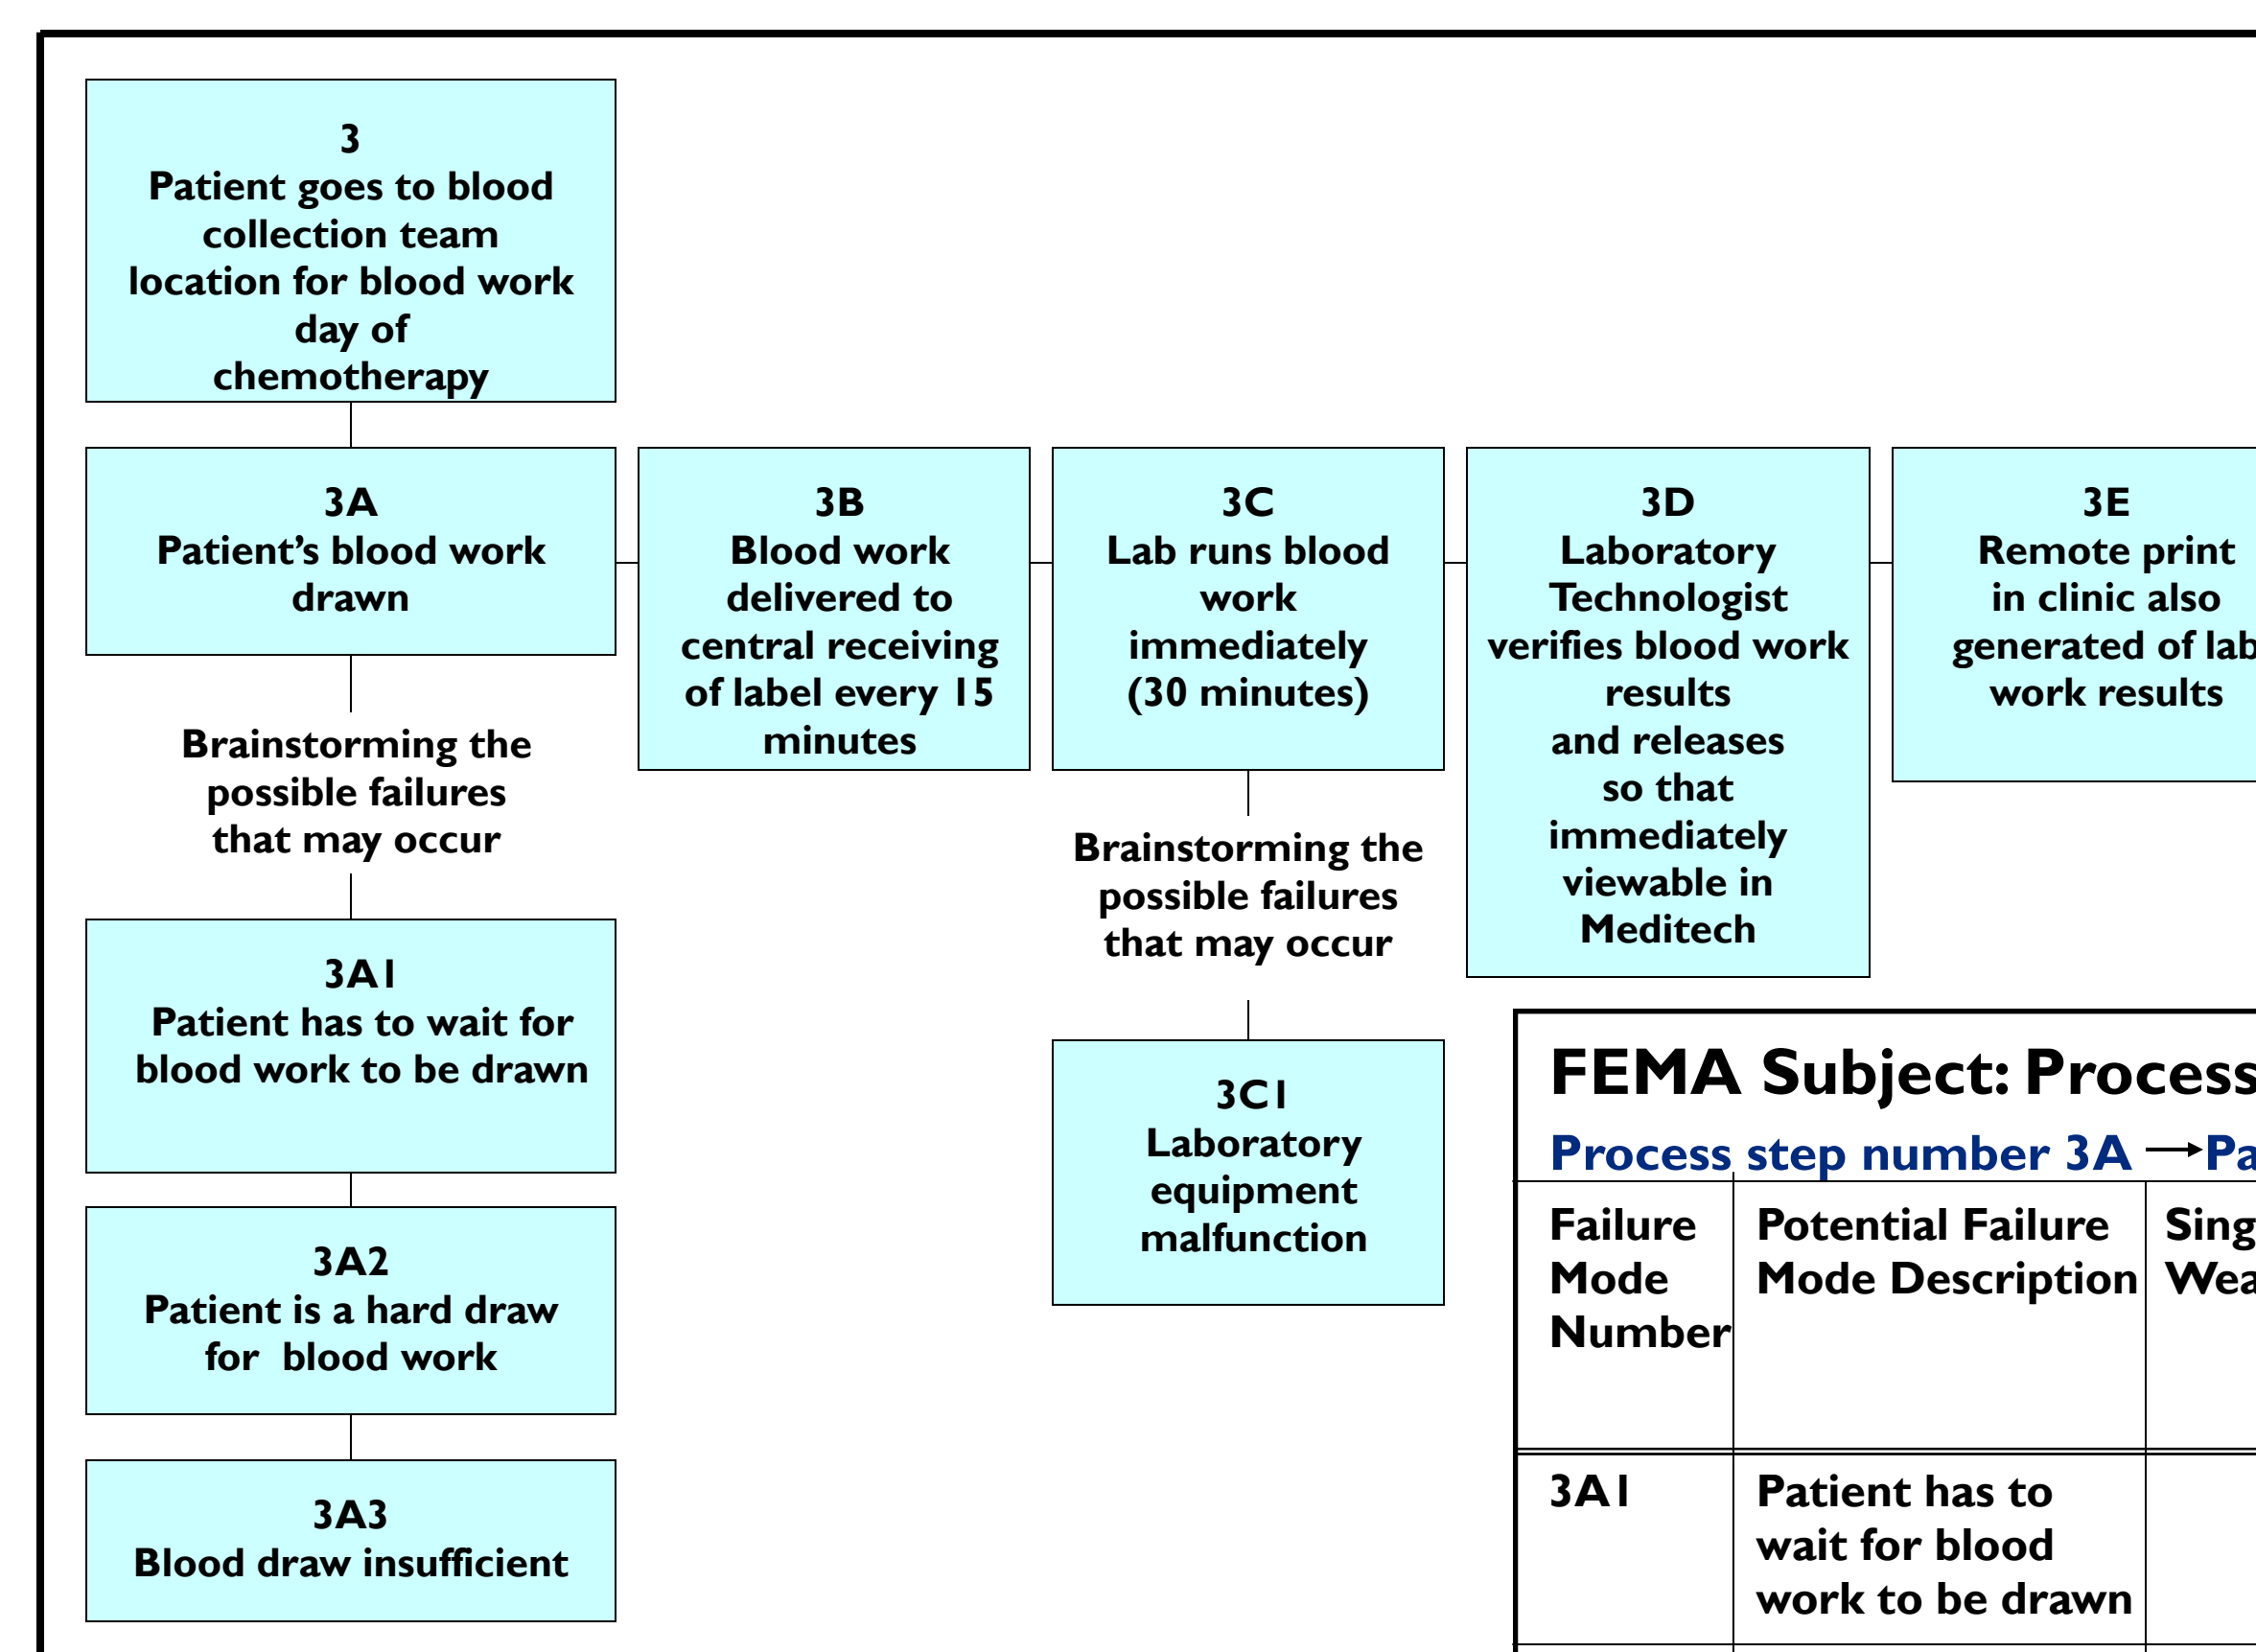 3
Patient goes to blood
collection team
location for blood work
day of
chemotherapy
3A
Patient’s blood work
drawn
3B
Blood work
delivered to
central receiving
of label every 15
minutes
3C
Lab runs blood
work
immediately
(30 minutes)
3D
Laboratory
Technologist
verifies blood work
results
and releases
so that
immediately
viewable in
Meditech
3E
Remote print
in clinic also
generated of lab
work results
Brainstorming the
possible failures
that may occur
Brainstorming the
possible failures
that may occur
3A1
Patient has to wait for
blood work to be drawn
3A2
Patient is a hard draw
for  blood work
3A3
Blood draw insufficient
3C1
Laboratory
equipment
malfunction
FEMA Subject: Process
Process step number 3A → Pa
Failure
Mode
Number
Potential Failure
Mode Description
Sing
Wea
3A1
Patient has to
wait for blood
work to be drawn